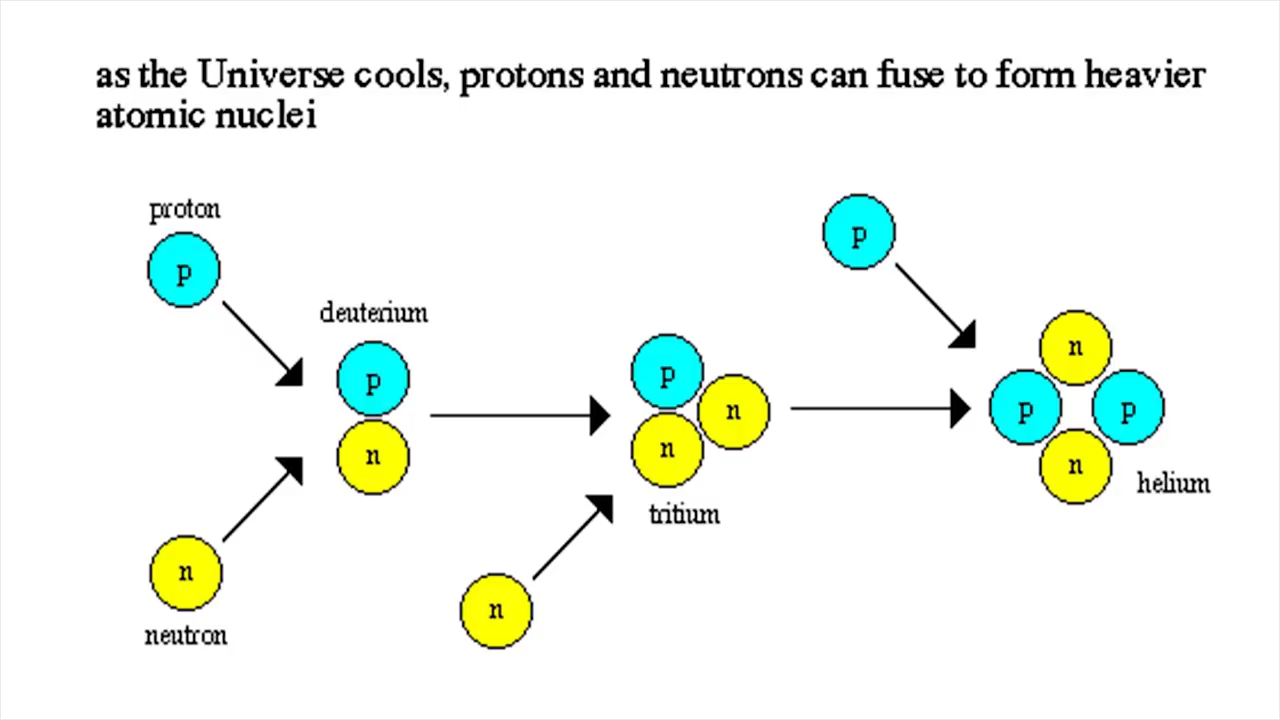 as the Universe cools, protons and neutrons can fuse to form heavier
atomic nuclei
proton
p
p
deuterium
p
n
neutron
n
p
n
n
tritium
n
n
p
p
n
helium